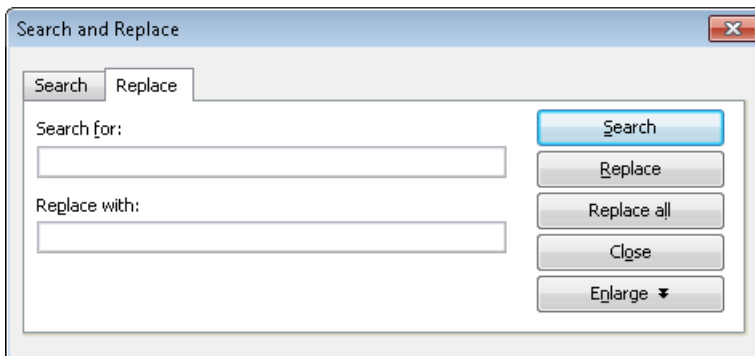 Search and Replace
Search Replace
Search for:
Search
Replace
Replace with:
Replace all
Close
Enlarge